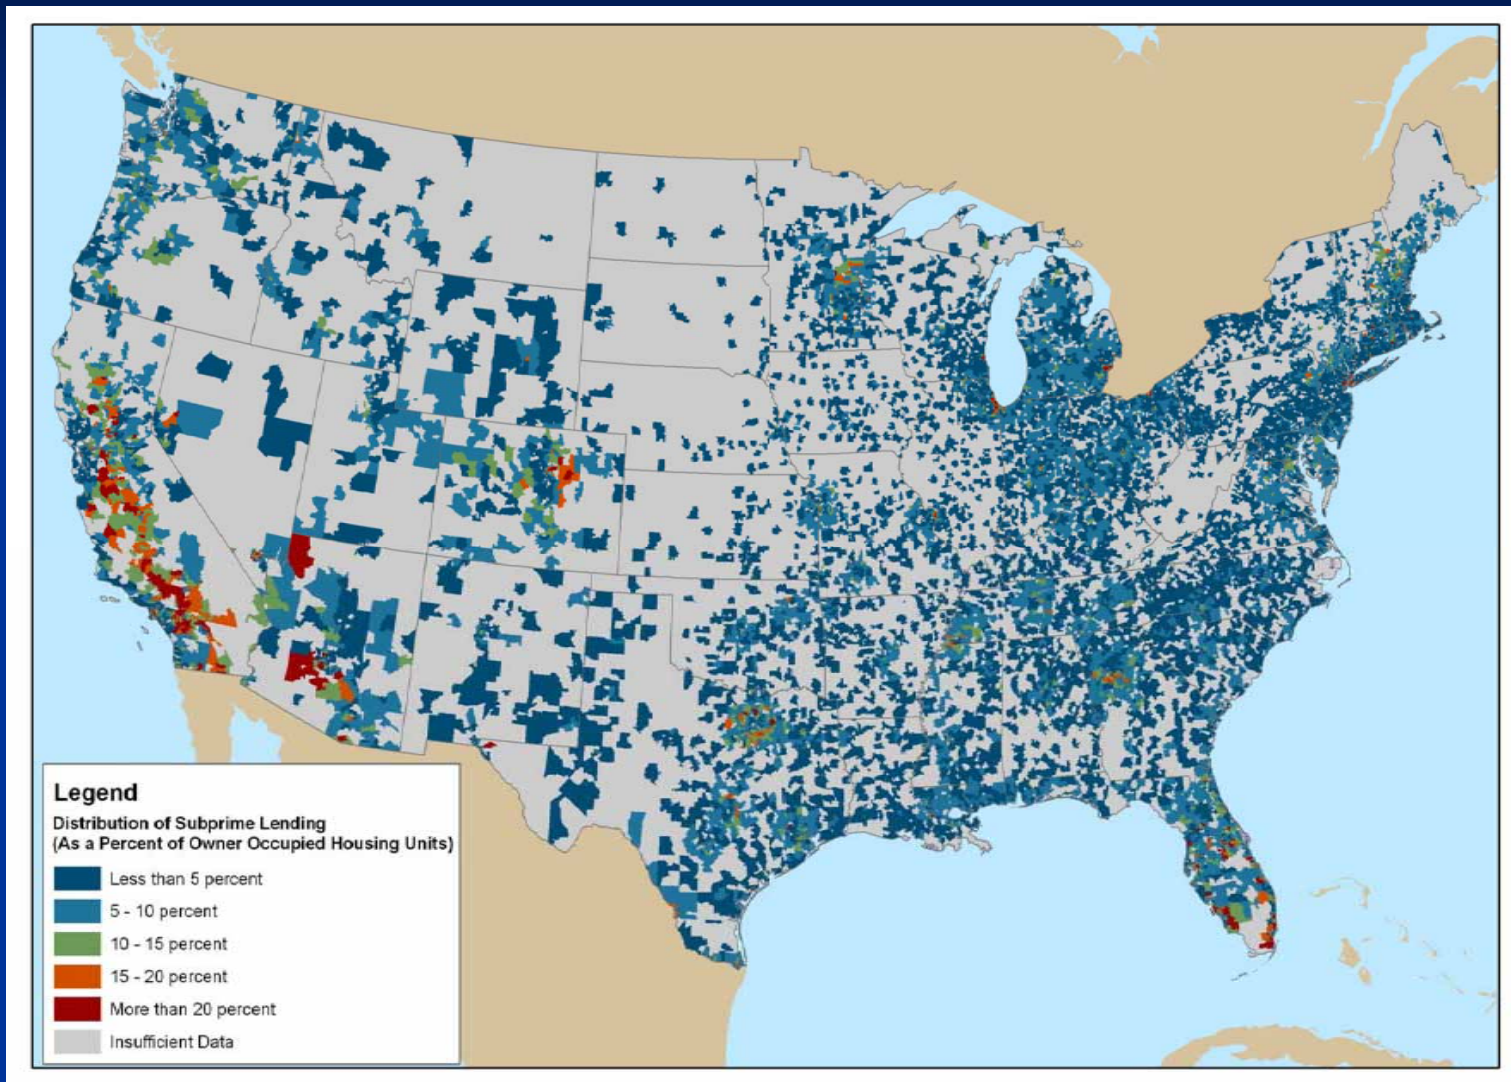 Legend
Distribution of Subprime Lending
(As a Percent of Owner Occupied Housing Units)
Less than 5 percent
5 - 10 percent
10 - 15 percent
15 - 20 percent
More than 20 percent
Insufficient Data